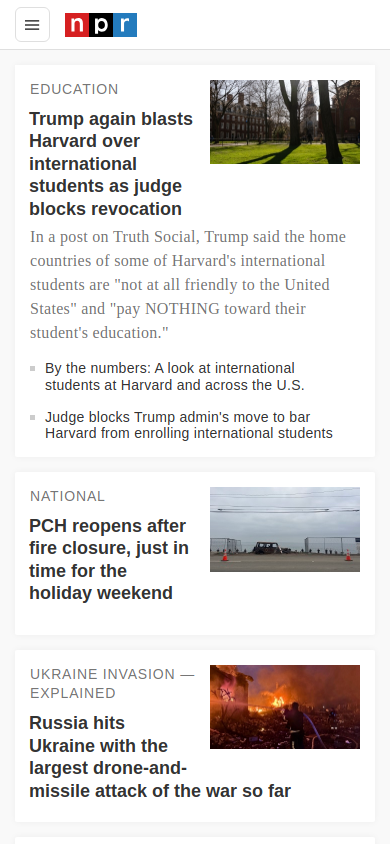 npr
EDUCATION
Trump again blasts
Harvard over
international
students as judge
blocks revocation
In a post on Truth Social, Trump said the home
countries of some of Harvard's international
students are "not at all friendly to the United
States" and "pay NOTHING toward their
student's education."
By the numbers: A look at international
students at Harvard and across the U.S.
Judge blocks Trump admin's move to bar
Harvard from enrolling international students
NATIONAL
PCH reopens after
fire closure, just in
time for the
holiday weekend
UKRAINE INVASION —
EXPLAINED
Russia hits
Ukraine with the
largest drone-and-
missile attack of the war so far